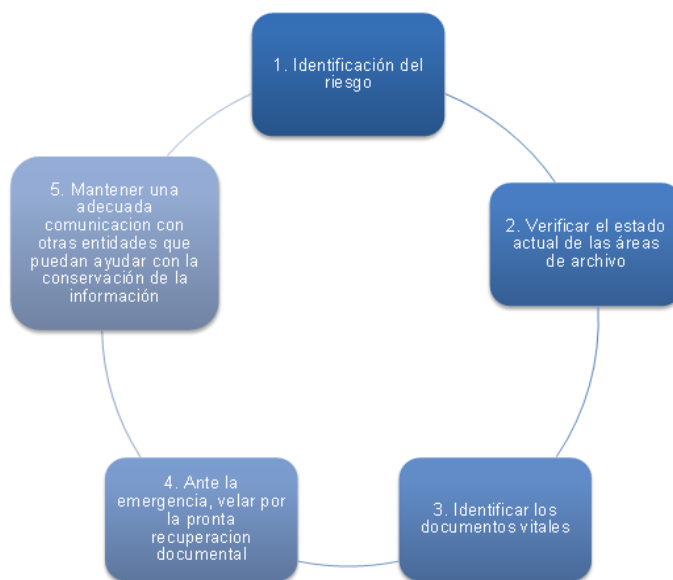 1. Identificación del
riesgo
2. Verificar el estado
actual de las áreas
de archivo
3. Identificar los
documentos vitales
4. Ante la
emergencia, velar por
la pronta
recuperacion
documental
5. Mantener una
adecuada
comunicacion con
otras entidades que
puedan ayudar con la
conservación de la
información